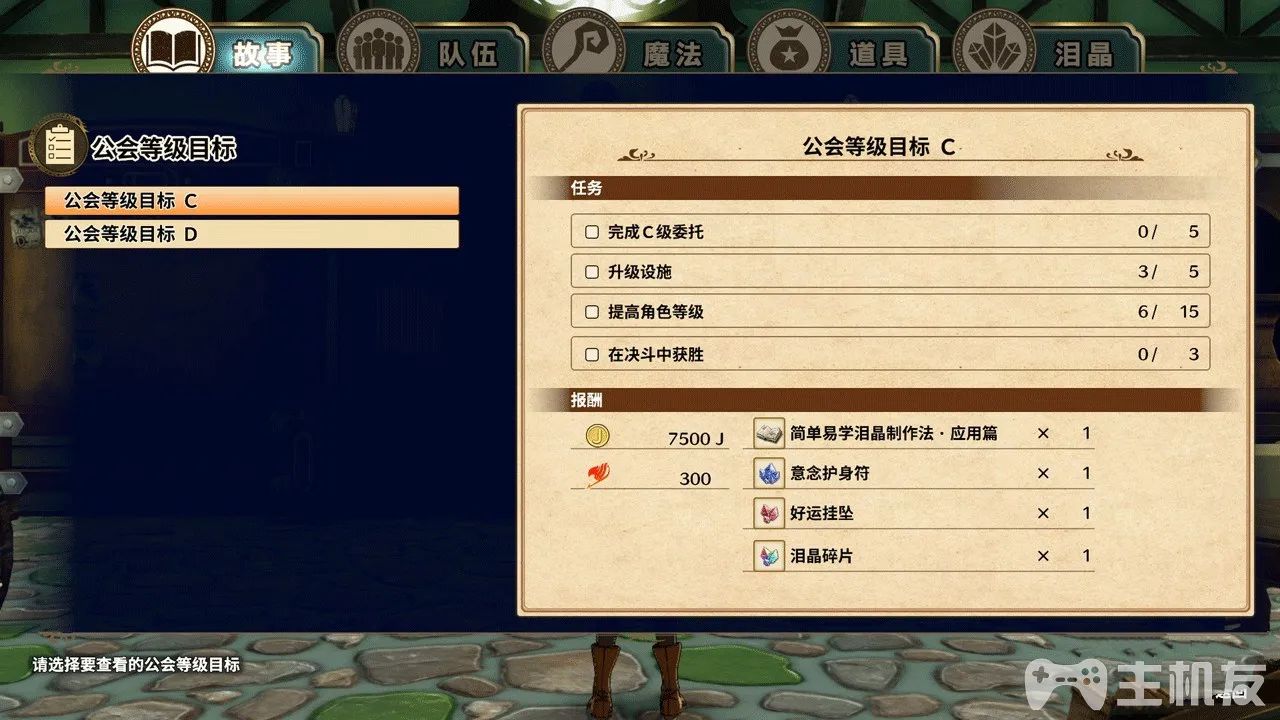 故事
队伍
魔法
道具
泪晶
公会等级目标
公会等级目标 C
公会等级目标 D
公会等级目标 C
任务
完成C级委托 0/ 5
升级设施 3/ 5
提高角色等级 6/ 15
在决斗中获胜 0/ 3
报酬
7500 J
300
简单易学泪晶制作法·应用篇 × 1
意念护身符 × 1
好运挂坠 × 1
泪晶碎片 × 1
请选择要查看的公会等级目标
主机友